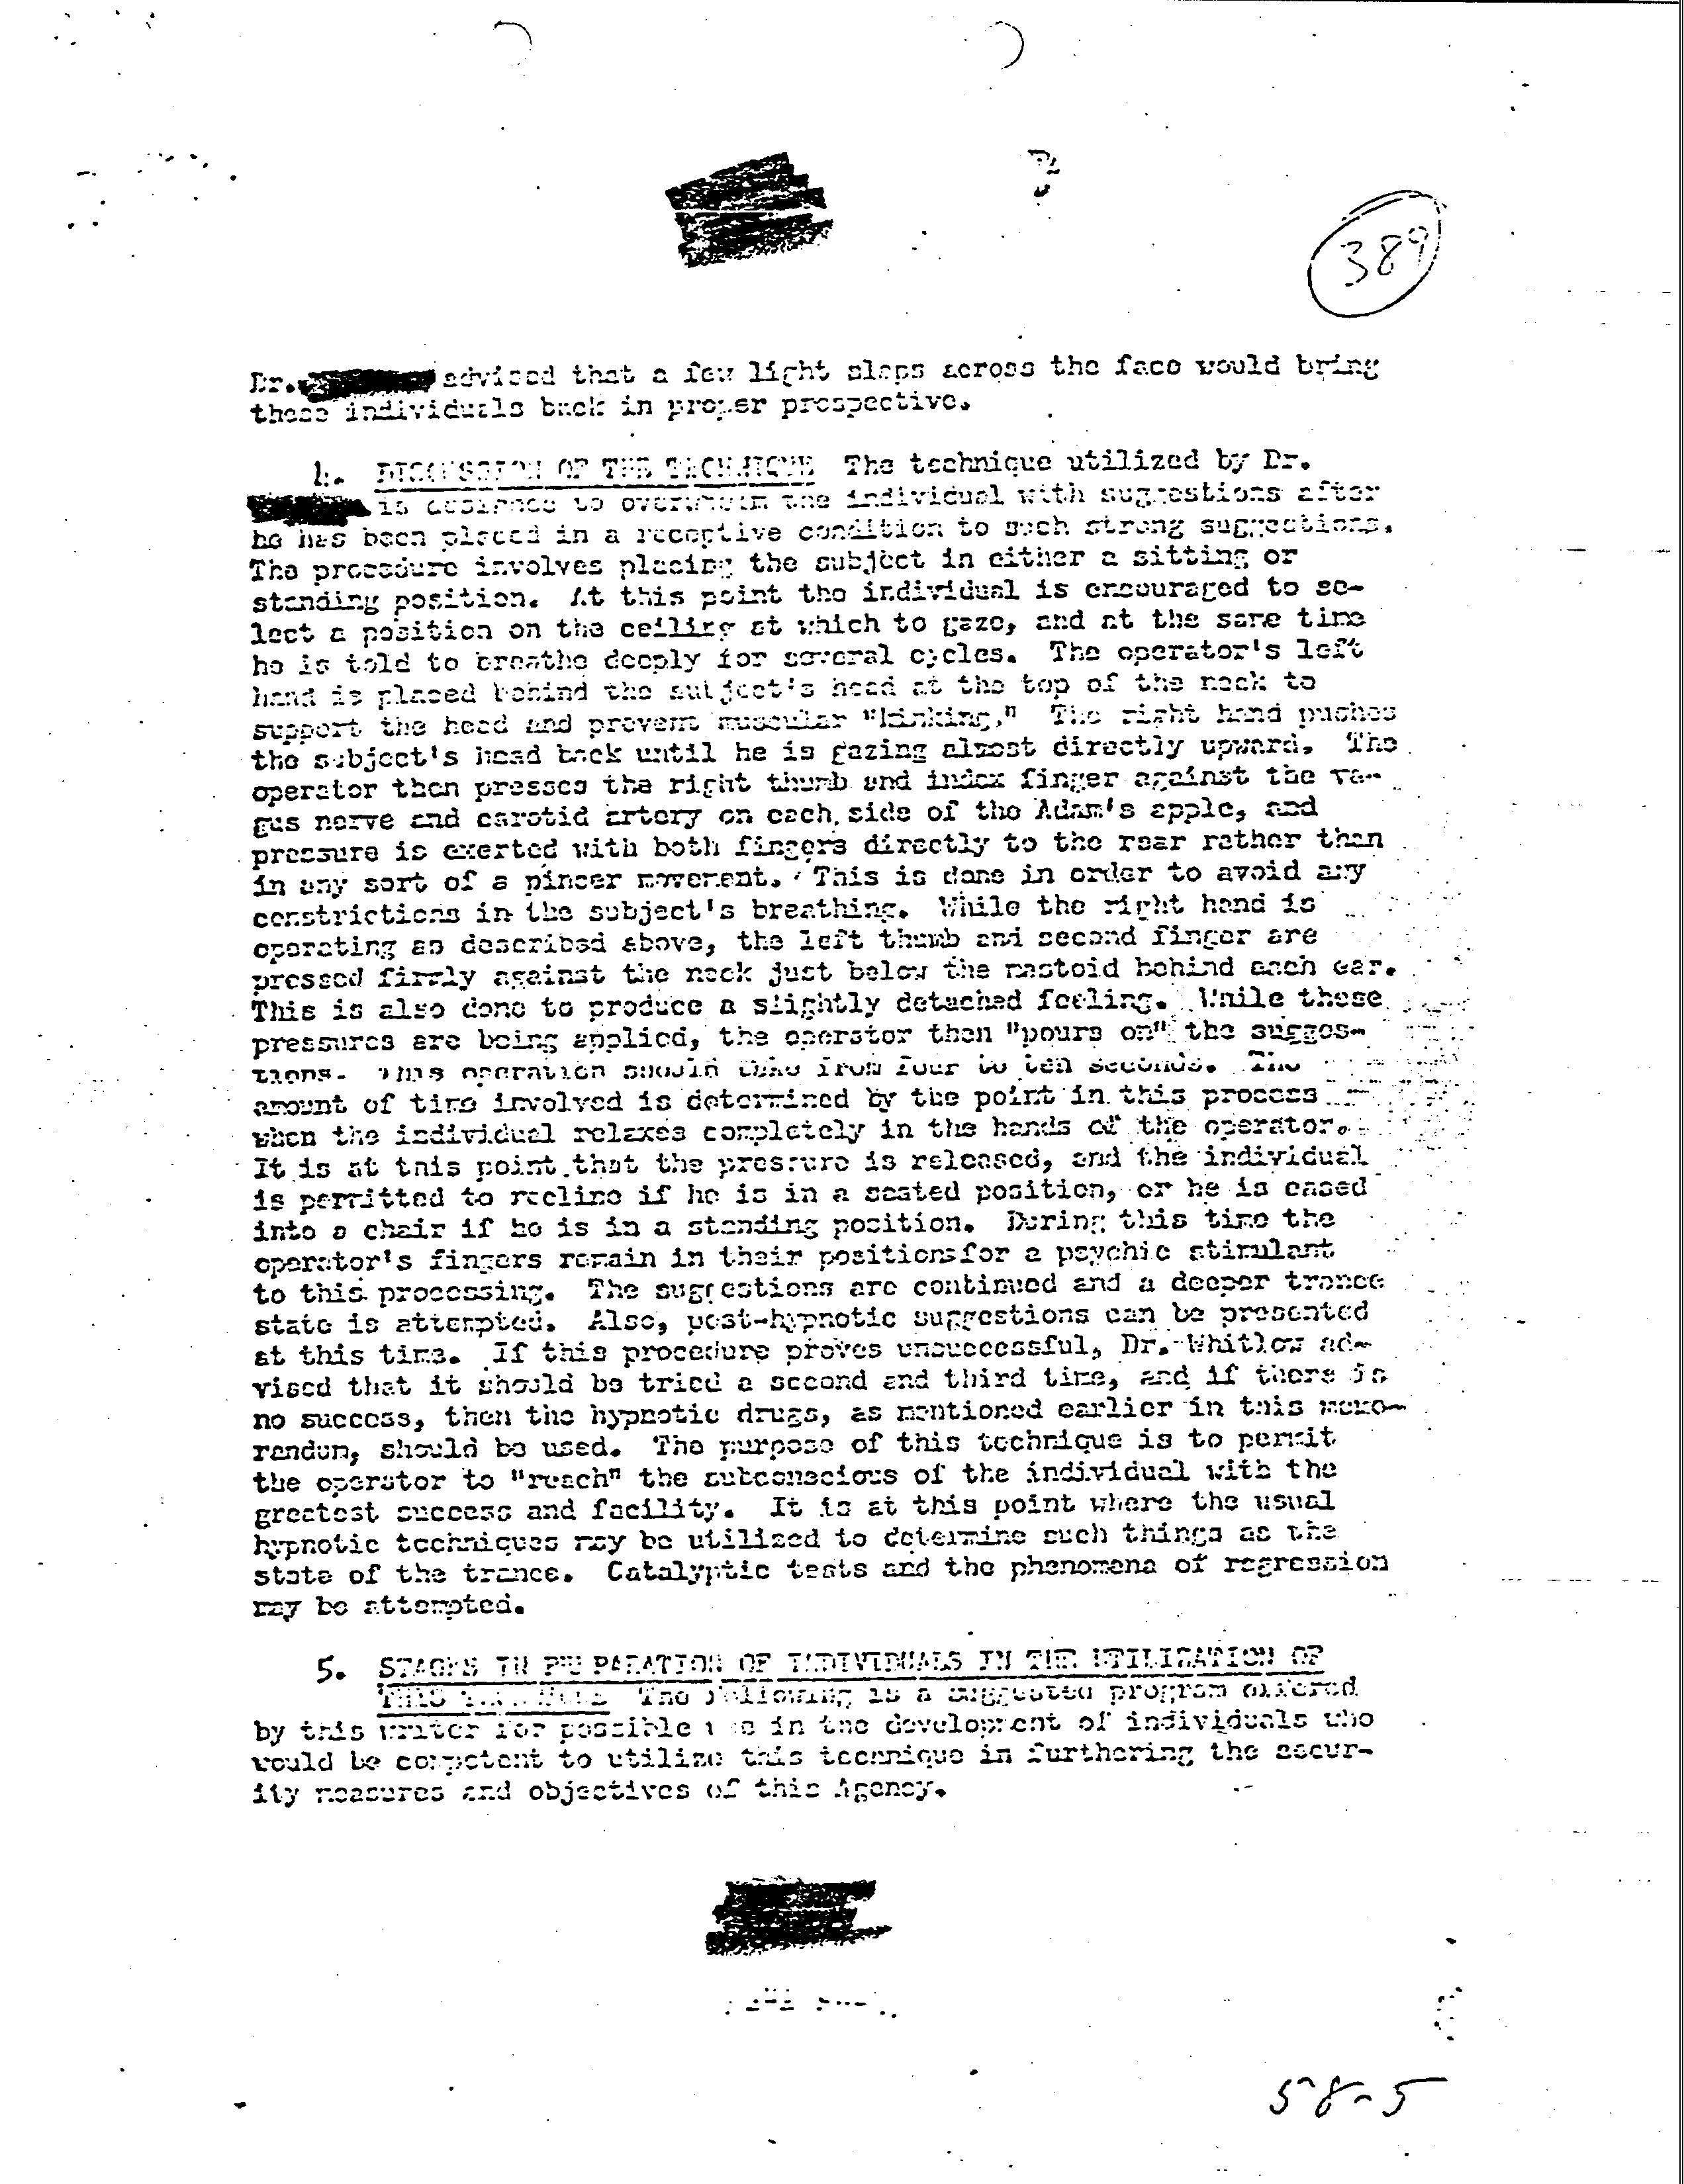 389
Dr. advised that a few light slaps across the face would bring
these individuals back in proper prospective.
4. DISCUSSION OF THE TECHNIQUE The technique utilized by Dr.
is designed to overwhelm the individual with suggestions after
he has been placed in a receptive condition to such strong suggestions.
The procedure involves placing the subject in either a sitting or
standing position. At this point the individual is encouraged to se-
lect a position on the ceiling at which to gaze, and at the same time
he is told to breathe deeply for several cycles. The operator's left
hand is placed behind the subject's head at the top of the neck to
support the head and prevent muscular "kinking." The right hand pushes
the subject's head back until he is gazing almost directly upward. The
operator then presses the right thumb and index finger against the va-
gus nerve and carotid artery on each side of the Adam's apple, and
pressure is exerted with both fingers directly to the rear rather than
in any sort of a pincer movement. This is done in order to avoid any
constrictions in the subject's breathing. While the right hand is
operating as described above, the left thumb and second finger are
pressed firmly against the neck just below the mastoid behind each ear.
This is also done to produce a slightly detached feeling. While these
pressures are being applied, the operator then "pours on" the sugges-
tions. This operation should take from four to ten seconds. The
amount of time involved is determined by the point in this process
when the individual relaxes completely in the hands of the operator.
It is at this point that the pressure is released, and the individual
is permitted to recline if he is in a seated position, or he is eased
into a chair if he is in a standing position. During this time the
operator's fingers remain in their positions for a psychic stimulant
to this processing. The suggestions are continued and a deeper trance
state is attempted. Also, post-hypnotic suggestions can be presented
at this time. If this procedure proves unsuccessful, Dr. Whitlow ad-
vised that it should be tried a second and third time, and if there is
no success, then the hypnotic drugs, as mentioned earlier in this memo-
randum, should be used. The purpose of this technique is to permit
the operator to "reach" the subconscious of the individual with the
greatest success and facility. It is at this point where the usual
hypnotic techniques may be utilized to determine such things as the
state of the trance. Catalyptic tests and the phenomena of regression
may be attempted.
5. STAGES IN PREPARATION OF INDIVIDUALS IN THE UTILIZATION OF
THIS TECHNIQUE The following is a suggested program offered
by this writer for possible use in the development of individuals who
would be competent to utilize this technique in furthering the secur-
ity measures and objectives of this Agency.
58-5